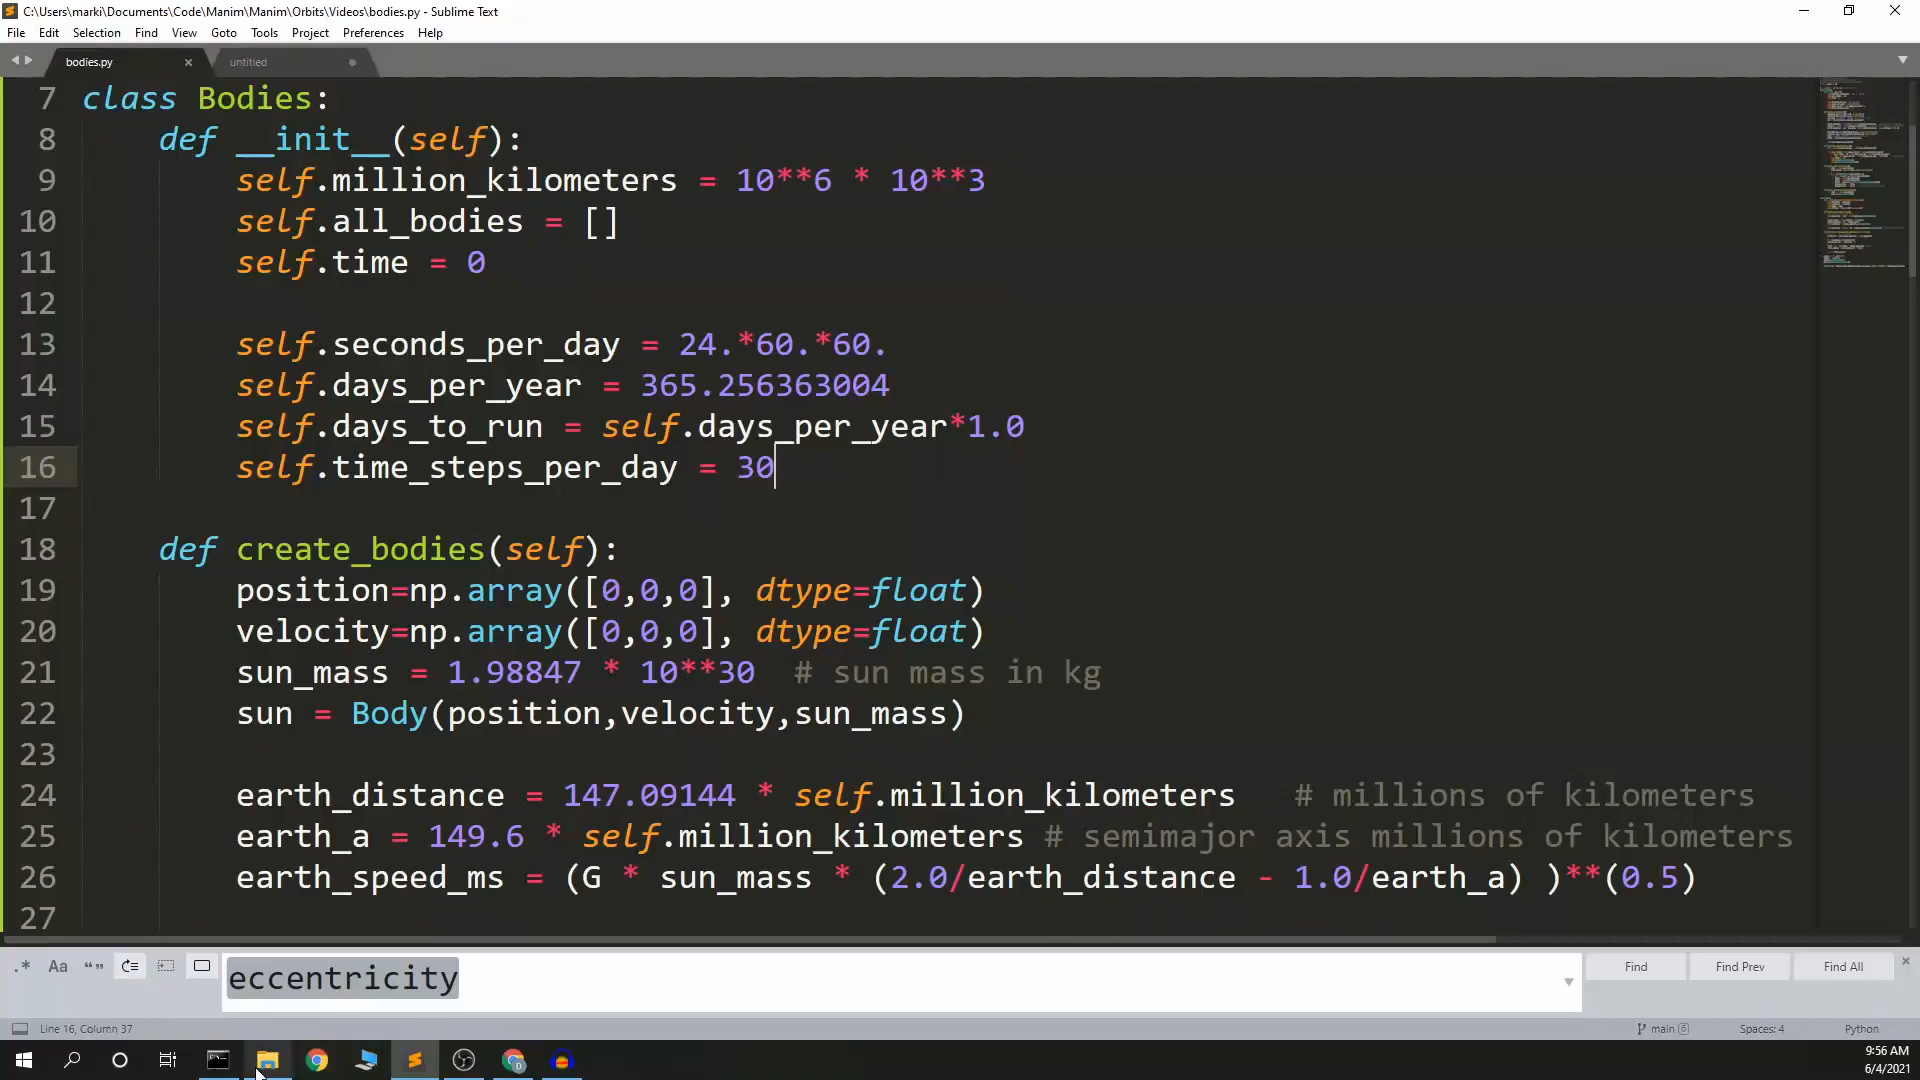 C:\Users\marki\Documents\Code\Manim\Manim\Orbits\Videos\bodies.py - Sublime Text
File Edit Selection Find View Goto Tools Project Preferences Help
bodies.py untitled
7 class Bodies:
8 def __init__(self):
9 self.million_kilometers = 10**6 * 10**3
10 self.all_bodies = []
11 self.time = 0
12
13 self.seconds_per_day = 24.*60.*60.
14 self.days_per_year = 365.256363004
15 self.days_to_run = self.days_per_year*1.0
16 self.time_steps_per_day = 30
17
18 def create_bodies(self):
19 position=np.array([0,0,0], dtype=float)
20 velocity=np.array([0,0,0], dtype=float)
21 sun_mass = 1.98847 * 10**30 # sun mass in kg
22 sun = Body(position,velocity,sun_mass)
23
24 earth_distance = 147.09144 * self.million_kilometers # millions of kilometers
25 earth_a = 149.6 * self.million_kilometers # semimajor axis millions of kilometers
26 earth_speed_ms = (G * sun_mass * (2.0/earth_distance - 1.0/earth_a) )**(0.5)
27
.* Aa “” eccentricity Find Find Prev Find All
Line 16, Column 37 main 6 Spaces: 4 Python
9:56 AM
6/4/2021